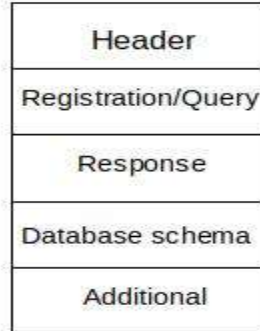 Header
Registration/Query
Response
Database schema
Additional